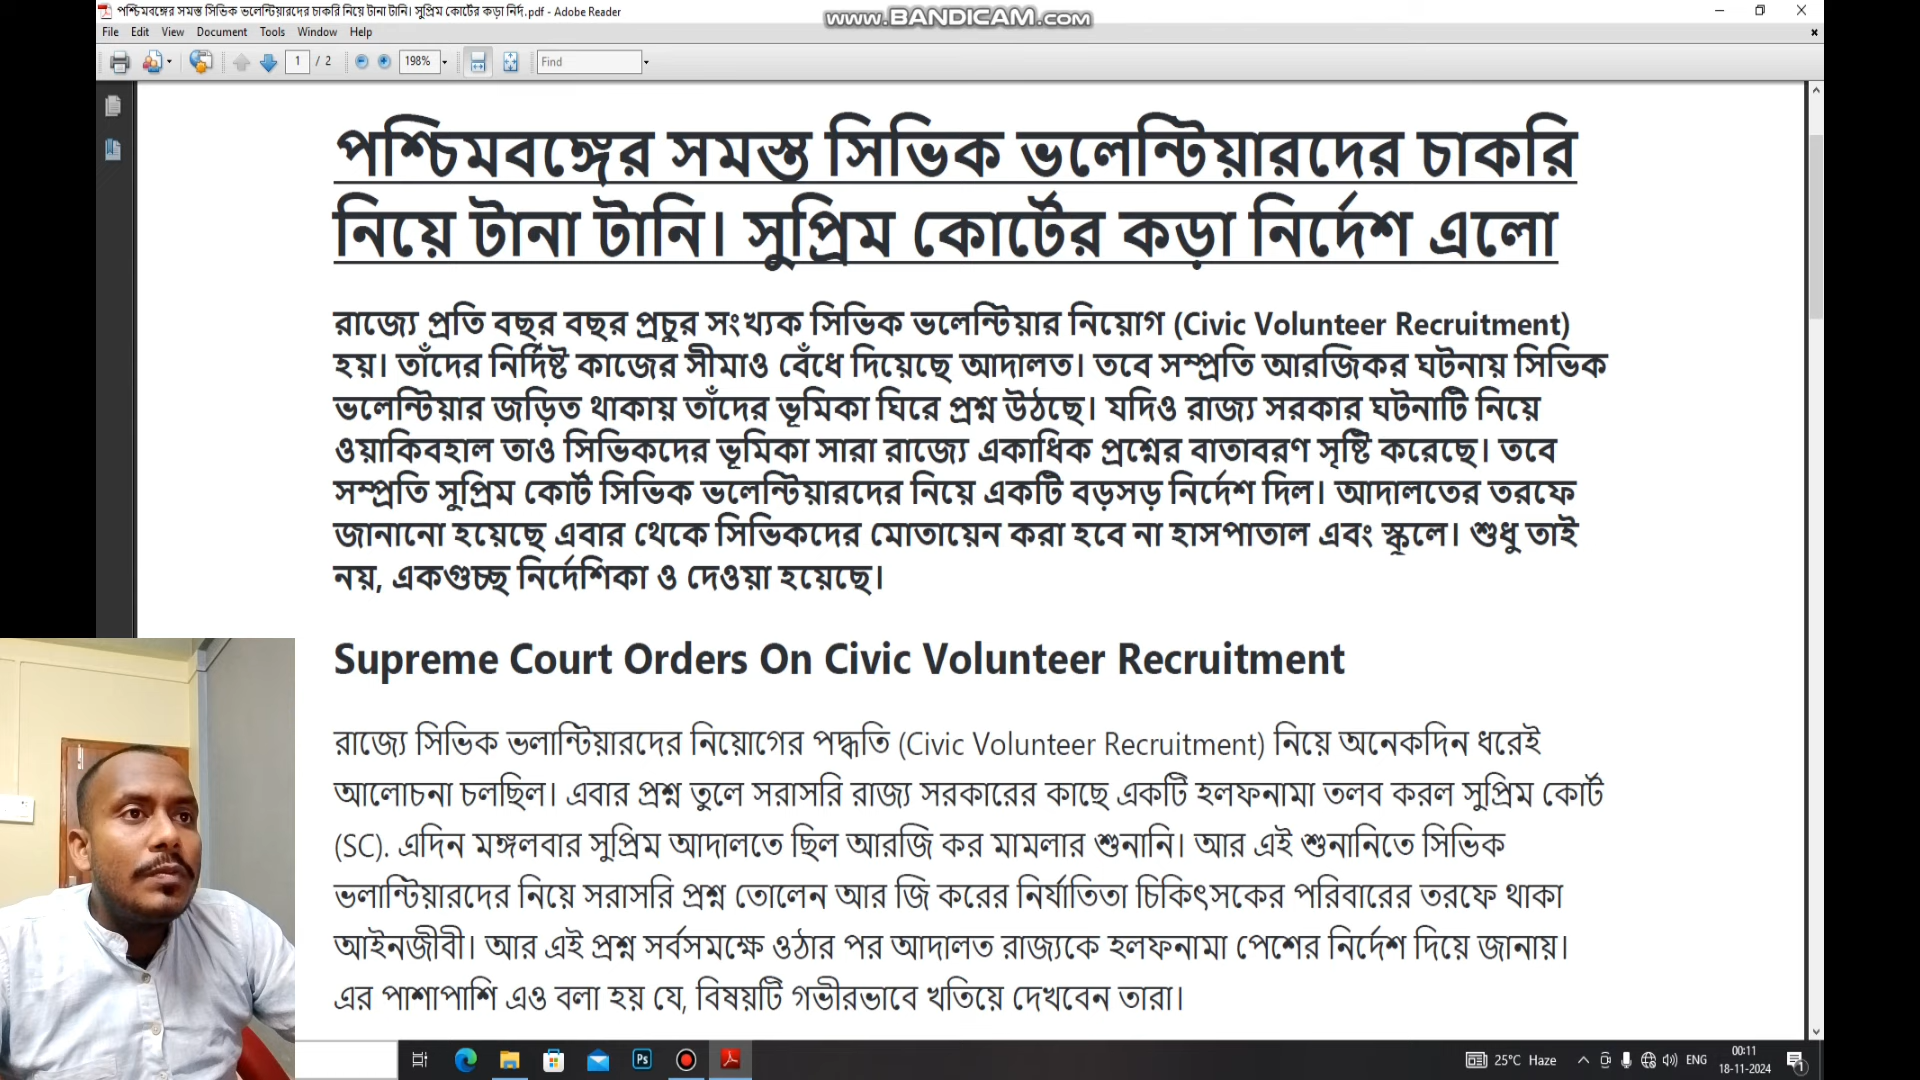 পশ্চিমবঙ্গের সমস্ত সিভিক ভলেন্টিয়ারদের চাকরি নিয়ে টানা টানি। সুপ্রিম কোর্টের কড়া নির্দ.pdf - Adobe Reader
www.BANDICAM.com
File Edit View Document Tools Window Help
1 / 2 198% Find
পশ্চিমবঙ্গের সমস্ত সিভিক ভলেন্টিয়ারদের চাকরি
নিয়ে টানা টানি। সুপ্রিম কোর্টের কড়া নির্দেশ এলো
রাজ্যে প্রতি বছর বছর প্রচুর সংখ্যক সিভিক ভলেন্টিয়ার নিয়োগ (Civic Volunteer Recruitment)
হয়। তাঁদের নির্দিষ্ট কাজের সীমাও বেঁধে দিয়েছে আদালত। তবে সম্প্রতি আরজিকর ঘটনায় সিভিক
ভলেন্টিয়ার জড়িত থাকায় তাঁদের ভূমিকা ঘিরে প্রশ্ন উঠছে। যদিও রাজ্য সরকার ঘটনাটি নিয়ে
ওয়াকিবহাল তাও সিভিকদের ভূমিকা সারা রাজ্যে একাধিক প্রশ্নের বাতাবরণ সৃষ্টি করেছে। তবে
সম্প্রতি সুপ্রিম কোর্ট সিভিক ভলেন্টিয়ারদের নিয়ে একটি বড়সড় নির্দেশ দিল। আদালতের তরফে
জানানো হয়েছে এবার থেকে সিভিকদের মোতায়েন করা হবে না হাসপাতাল এবং স্কুলে। শুধু তাই
নয়, একগুচ্ছ নির্দেশিকা ও দেওয়া হয়েছে।
Supreme Court Orders On Civic Volunteer Recruitment
রাজ্যে সিভিক ভলান্টিয়ারদের নিয়োগের পদ্ধতি (Civic Volunteer Recruitment) নিয়ে অনেকদিন ধরেই
আলোচনা চলছিল। এবার প্রশ্ন তুলে সরাসরি রাজ্য সরকারের কাছে একটি হলফনামা তলব করল সুপ্রিম কোর্ট
(SC). এদিন মঙ্গলবার সুপ্রিম আদালতে ছিল আরজি কর মামলার শুনানি। আর এই শুনানিতে সিভিক
ভলান্টিয়ারদের নিয়ে সরাসরি প্রশ্ন তোলেন আর জি করের নির্যাতিতা চিকিৎসকের পরিবারের তরফে থাকা
আইনজীবী। আর এই প্রশ্ন সর্বসমক্ষে ওঠার পর আদালত রাজ্যকে হলফনামা পেশের নির্দেশ দিয়ে জানায়।
এর পাশাপাশি এও বলা হয় যে, বিষয়টি গভীরভাবে খতিয়ে দেখবেন তারা।
Ps 25°C Haze ENG 00:11
18-11-2024 1